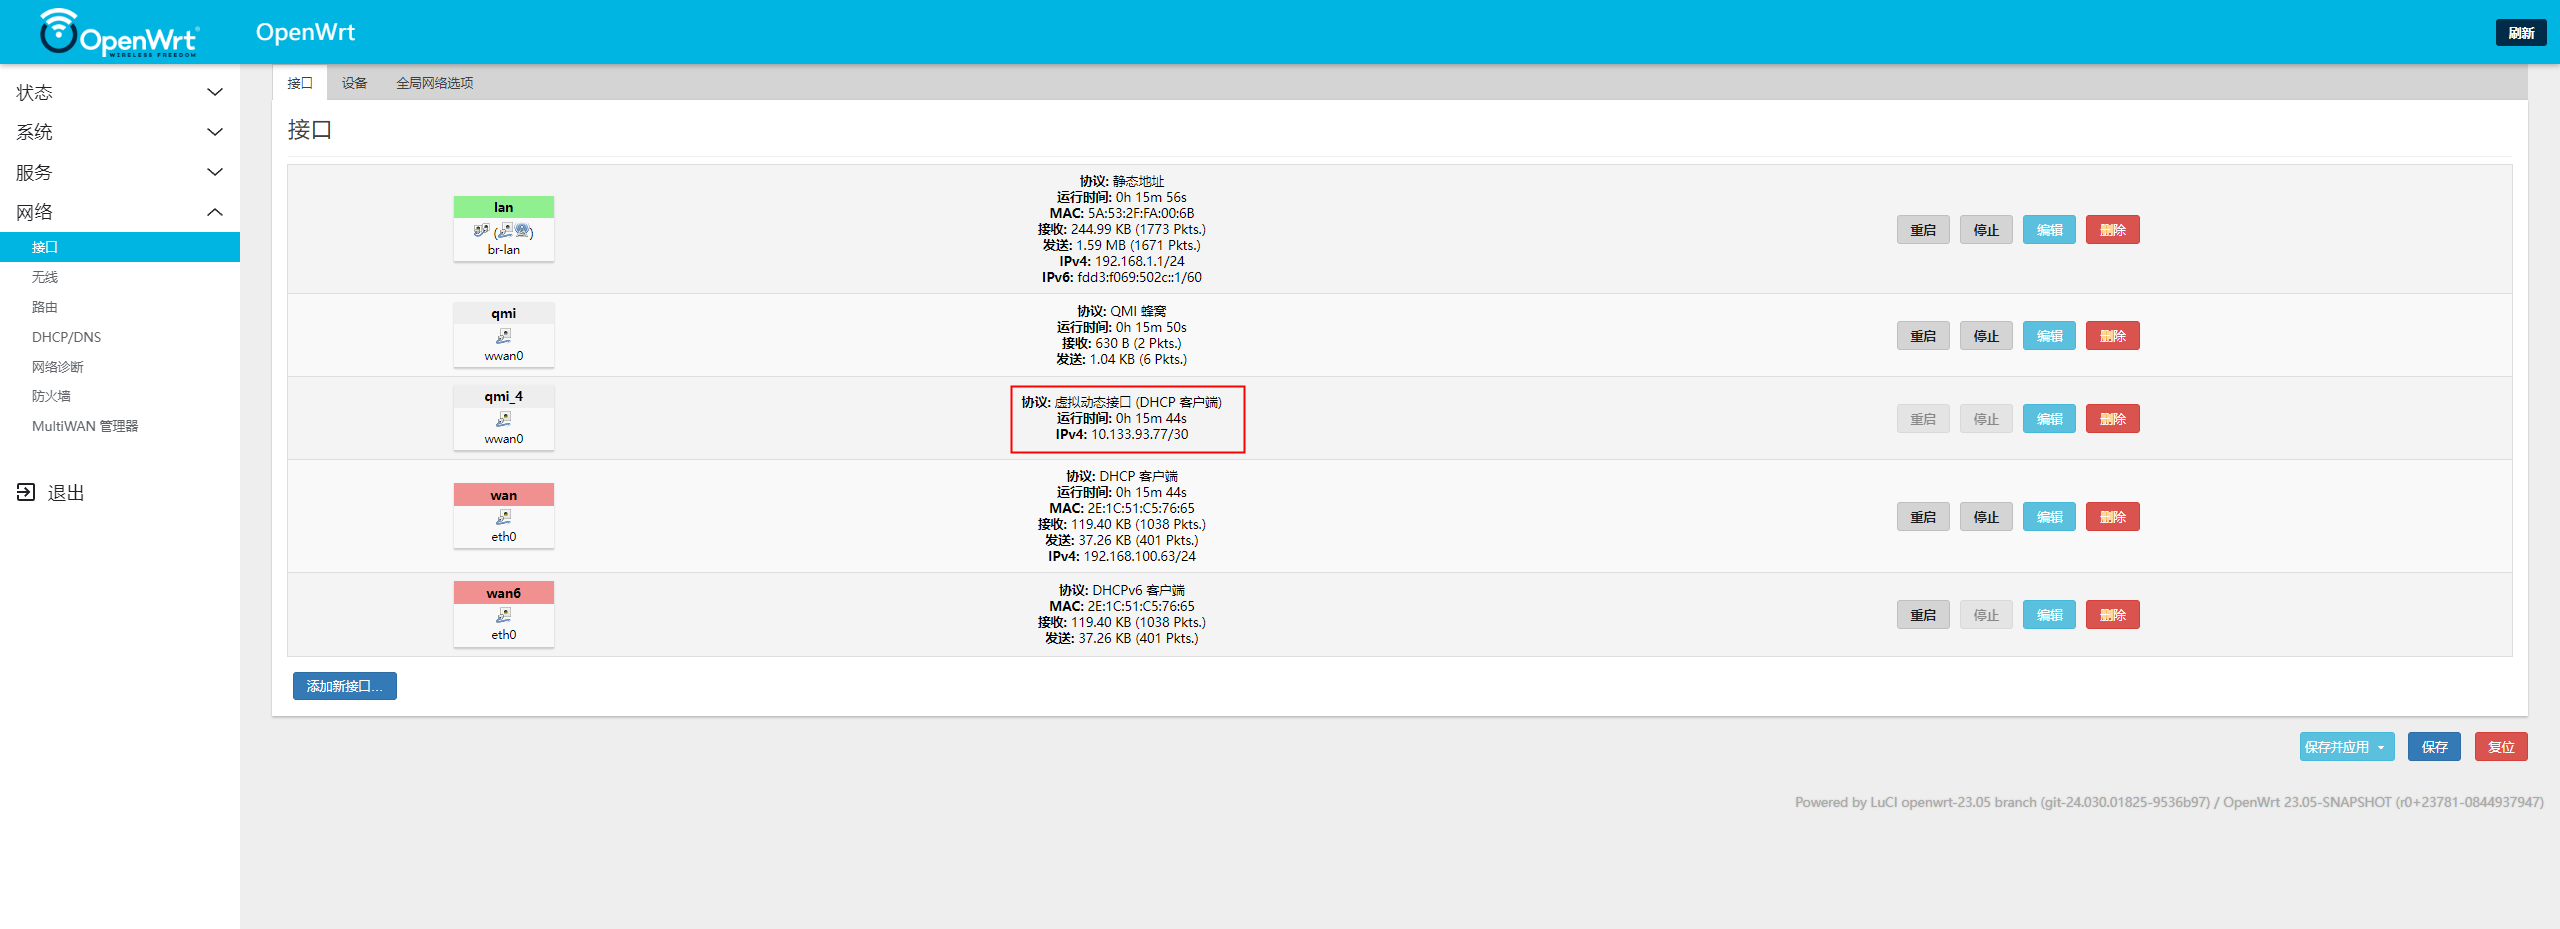 OpenWrt
WIRELESS FREEDOM
OpenWrt
刷新
状态
系统
服务
网络
接口
无线
路由
DHCP/DNS
网络诊断
防火墙
MultiWAN 管理器
退出
接口 设备 全局网络选项
接口
lan
br-lan
协议: 静态地址
运行时间: 0h 15m 56s
MAC: 5A:53:2F:FA:00:6B
接收: 244.99 KB (1773 Pkts.)
发送: 1.59 MB (1671 Pkts.)
IPv4: 192.168.1.1/24
IPv6: fdd3:f069:502c::1/60
重启 停止 编辑 删除
qmi
wwan0
协议: QMI 蜂窝
运行时间: 0h 15m 50s
接收: 630 B (2 Pkts.)
发送: 1.04 KB (6 Pkts.)
重启 停止 编辑 删除
qmi_4
wwan0
协议: 虚拟动态接口 (DHCP 客户端)
运行时间: 0h 15m 44s
IPv4: 10.133.93.77/30
重启 停止 编辑 删除
wan
eth0
协议: DHCP 客户端
运行时间: 0h 15m 44s
MAC: 2E:1C:51:C5:76:65
接收: 119.40 KB (1038 Pkts.)
发送: 37.26 KB (401 Pkts.)
IPv4: 192.168.100.63/24
重启 停止 编辑 删除
wan6
eth0
协议: DHCPv6 客户端
MAC: 2E:1C:51:C5:76:65
接收: 119.40 KB (1038 Pkts.)
发送: 37.26 KB (401 Pkts.)
重启 停止 编辑 删除
添加新接口...
保存并应用 保存 复位
Powered by LuCI openwrt-23.05 branch (git-24.030.01825-9536b97) / OpenWrt 23.05-SNAPSHOT (r0+23781-0844937947)